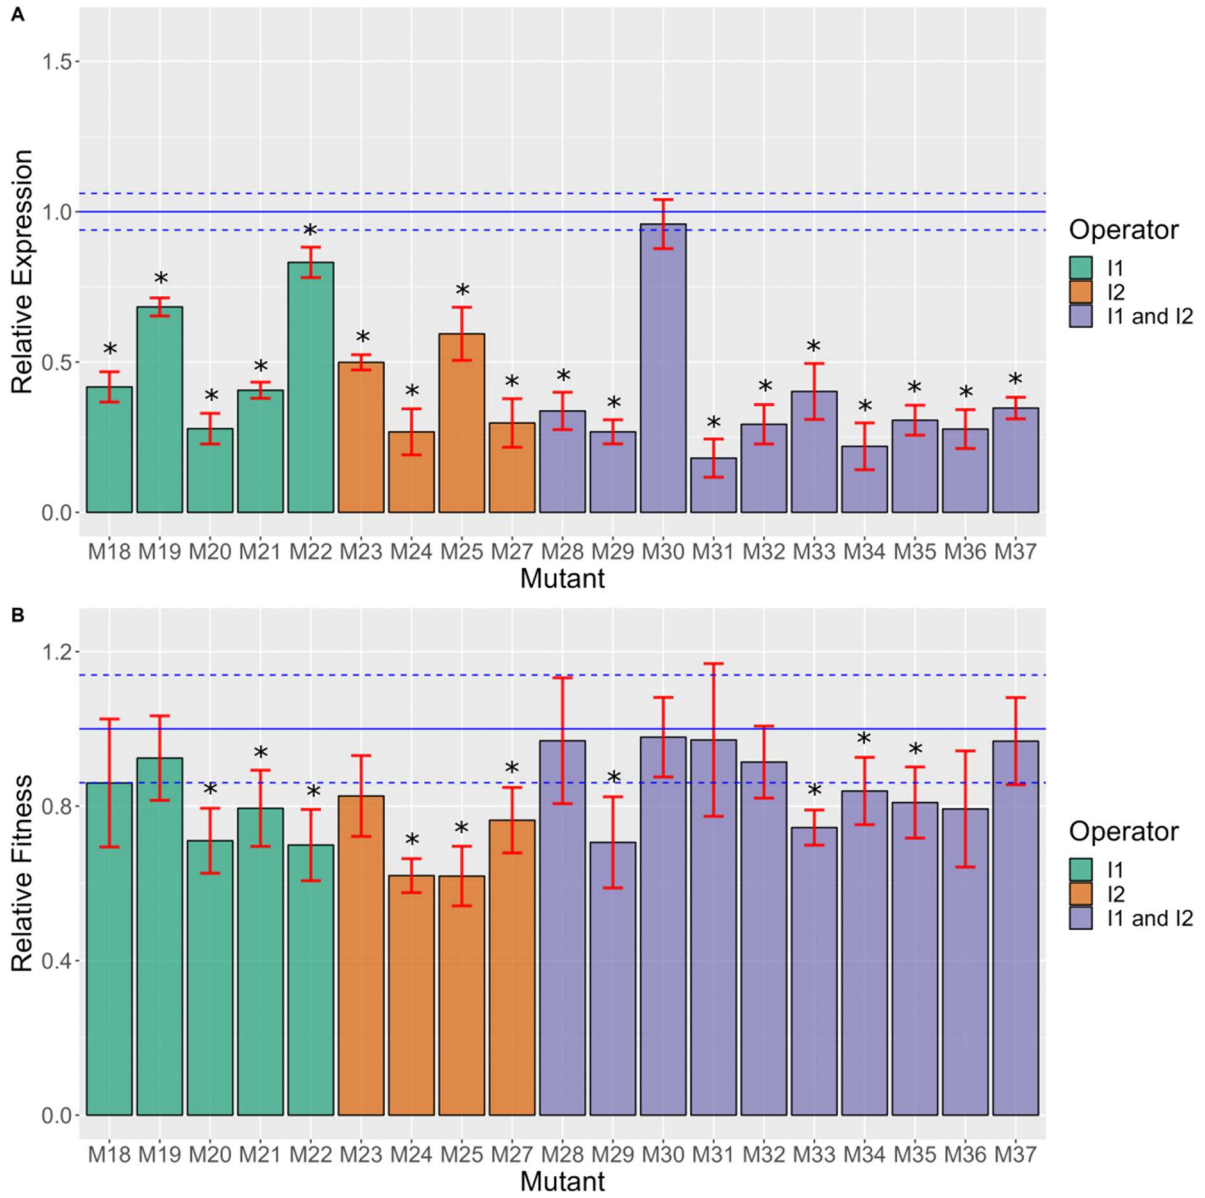 A
Relative Expression
1.5
1.0
0.5
0.0
* * * * * * * * * * * * * * * * * *
M18 M19 M20 M21 M22 M23 M24 M25 M27 M28 M29 M30 M31 M32 M33 M34 M35 M36 M37
Mutant
Operator
I1
I2
I1 and I2
B
Relative Fitness
1.2
0.8
0.4
0.0
* * * * * * * * * *
M18 M19 M20 M21 M22 M23 M24 M25 M27 M28 M29 M30 M31 M32 M33 M34 M35 M36 M37
Mutant
Operator
I1
I2
I1 and I2